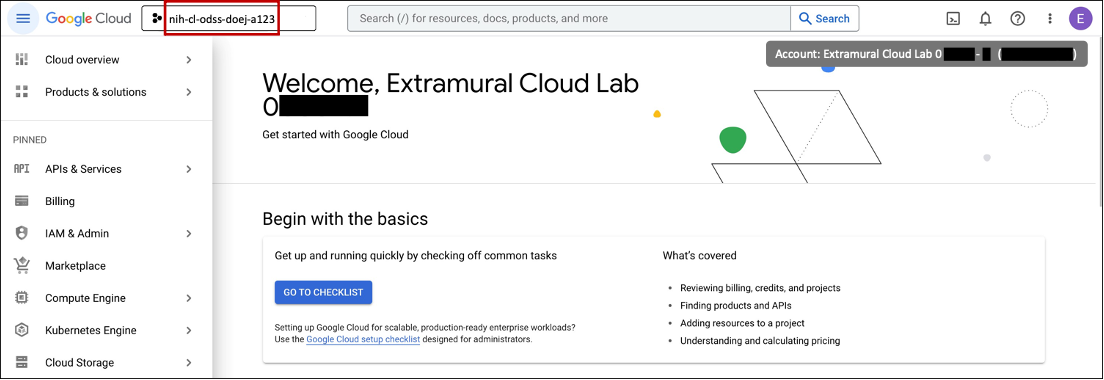 Google Cloud
nih-cl-odss-doej-a123
Search (/) for resources, docs, products, and more
Search
E
Account: Extramural Cloud Lab 0 - ( )
Cloud overview
Products & solutions
PINNED
API APIs & Services
Billing
IAM & Admin
Marketplace
Compute Engine
Kubernetes Engine
Cloud Storage
Welcome, Extramural Cloud Lab
0
Get started with Google Cloud
Begin with the basics
Get up and running quickly by checking off common tasks
GO TO CHECKLIST
Setting up Google Cloud for scalable, production-ready enterprise workloads?
Use the Google Cloud setup checklist designed for administrators.
What's covered
• Reviewing billing, credits, and projects
• Finding products and APIs
• Adding resources to a project
• Understanding and calculating pricing